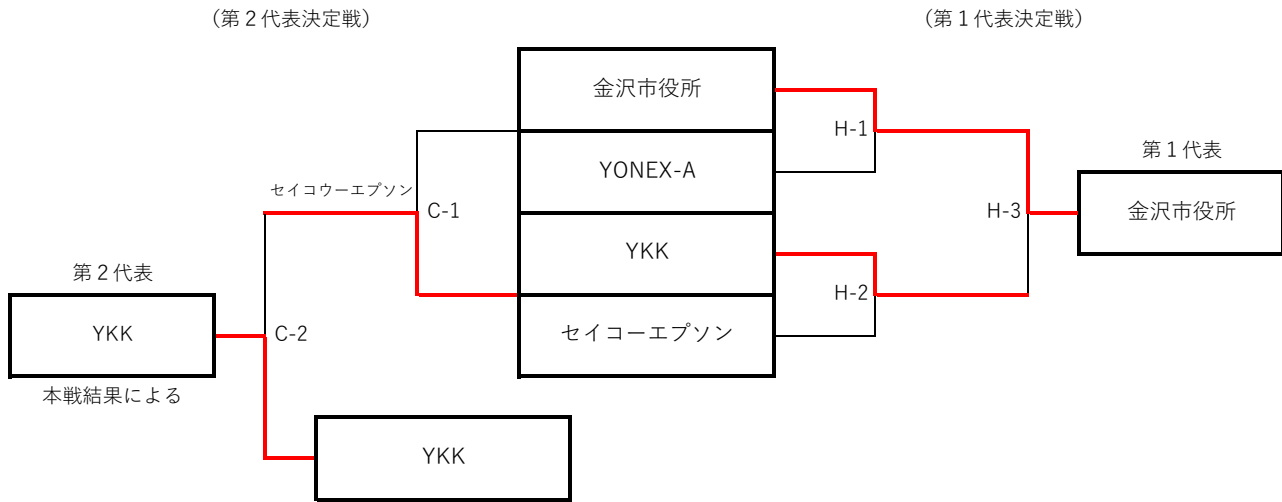 (第２代表決定戦)
(第１代表決定戦)
金沢市役所
H-1
YONEX-A
第１代表
セイコウーエプソン
C-1
H-3
金沢市役所
YKK
第２代表
H-2
YKK
C-2
セイコーエプソン
本戦結果による
YKK